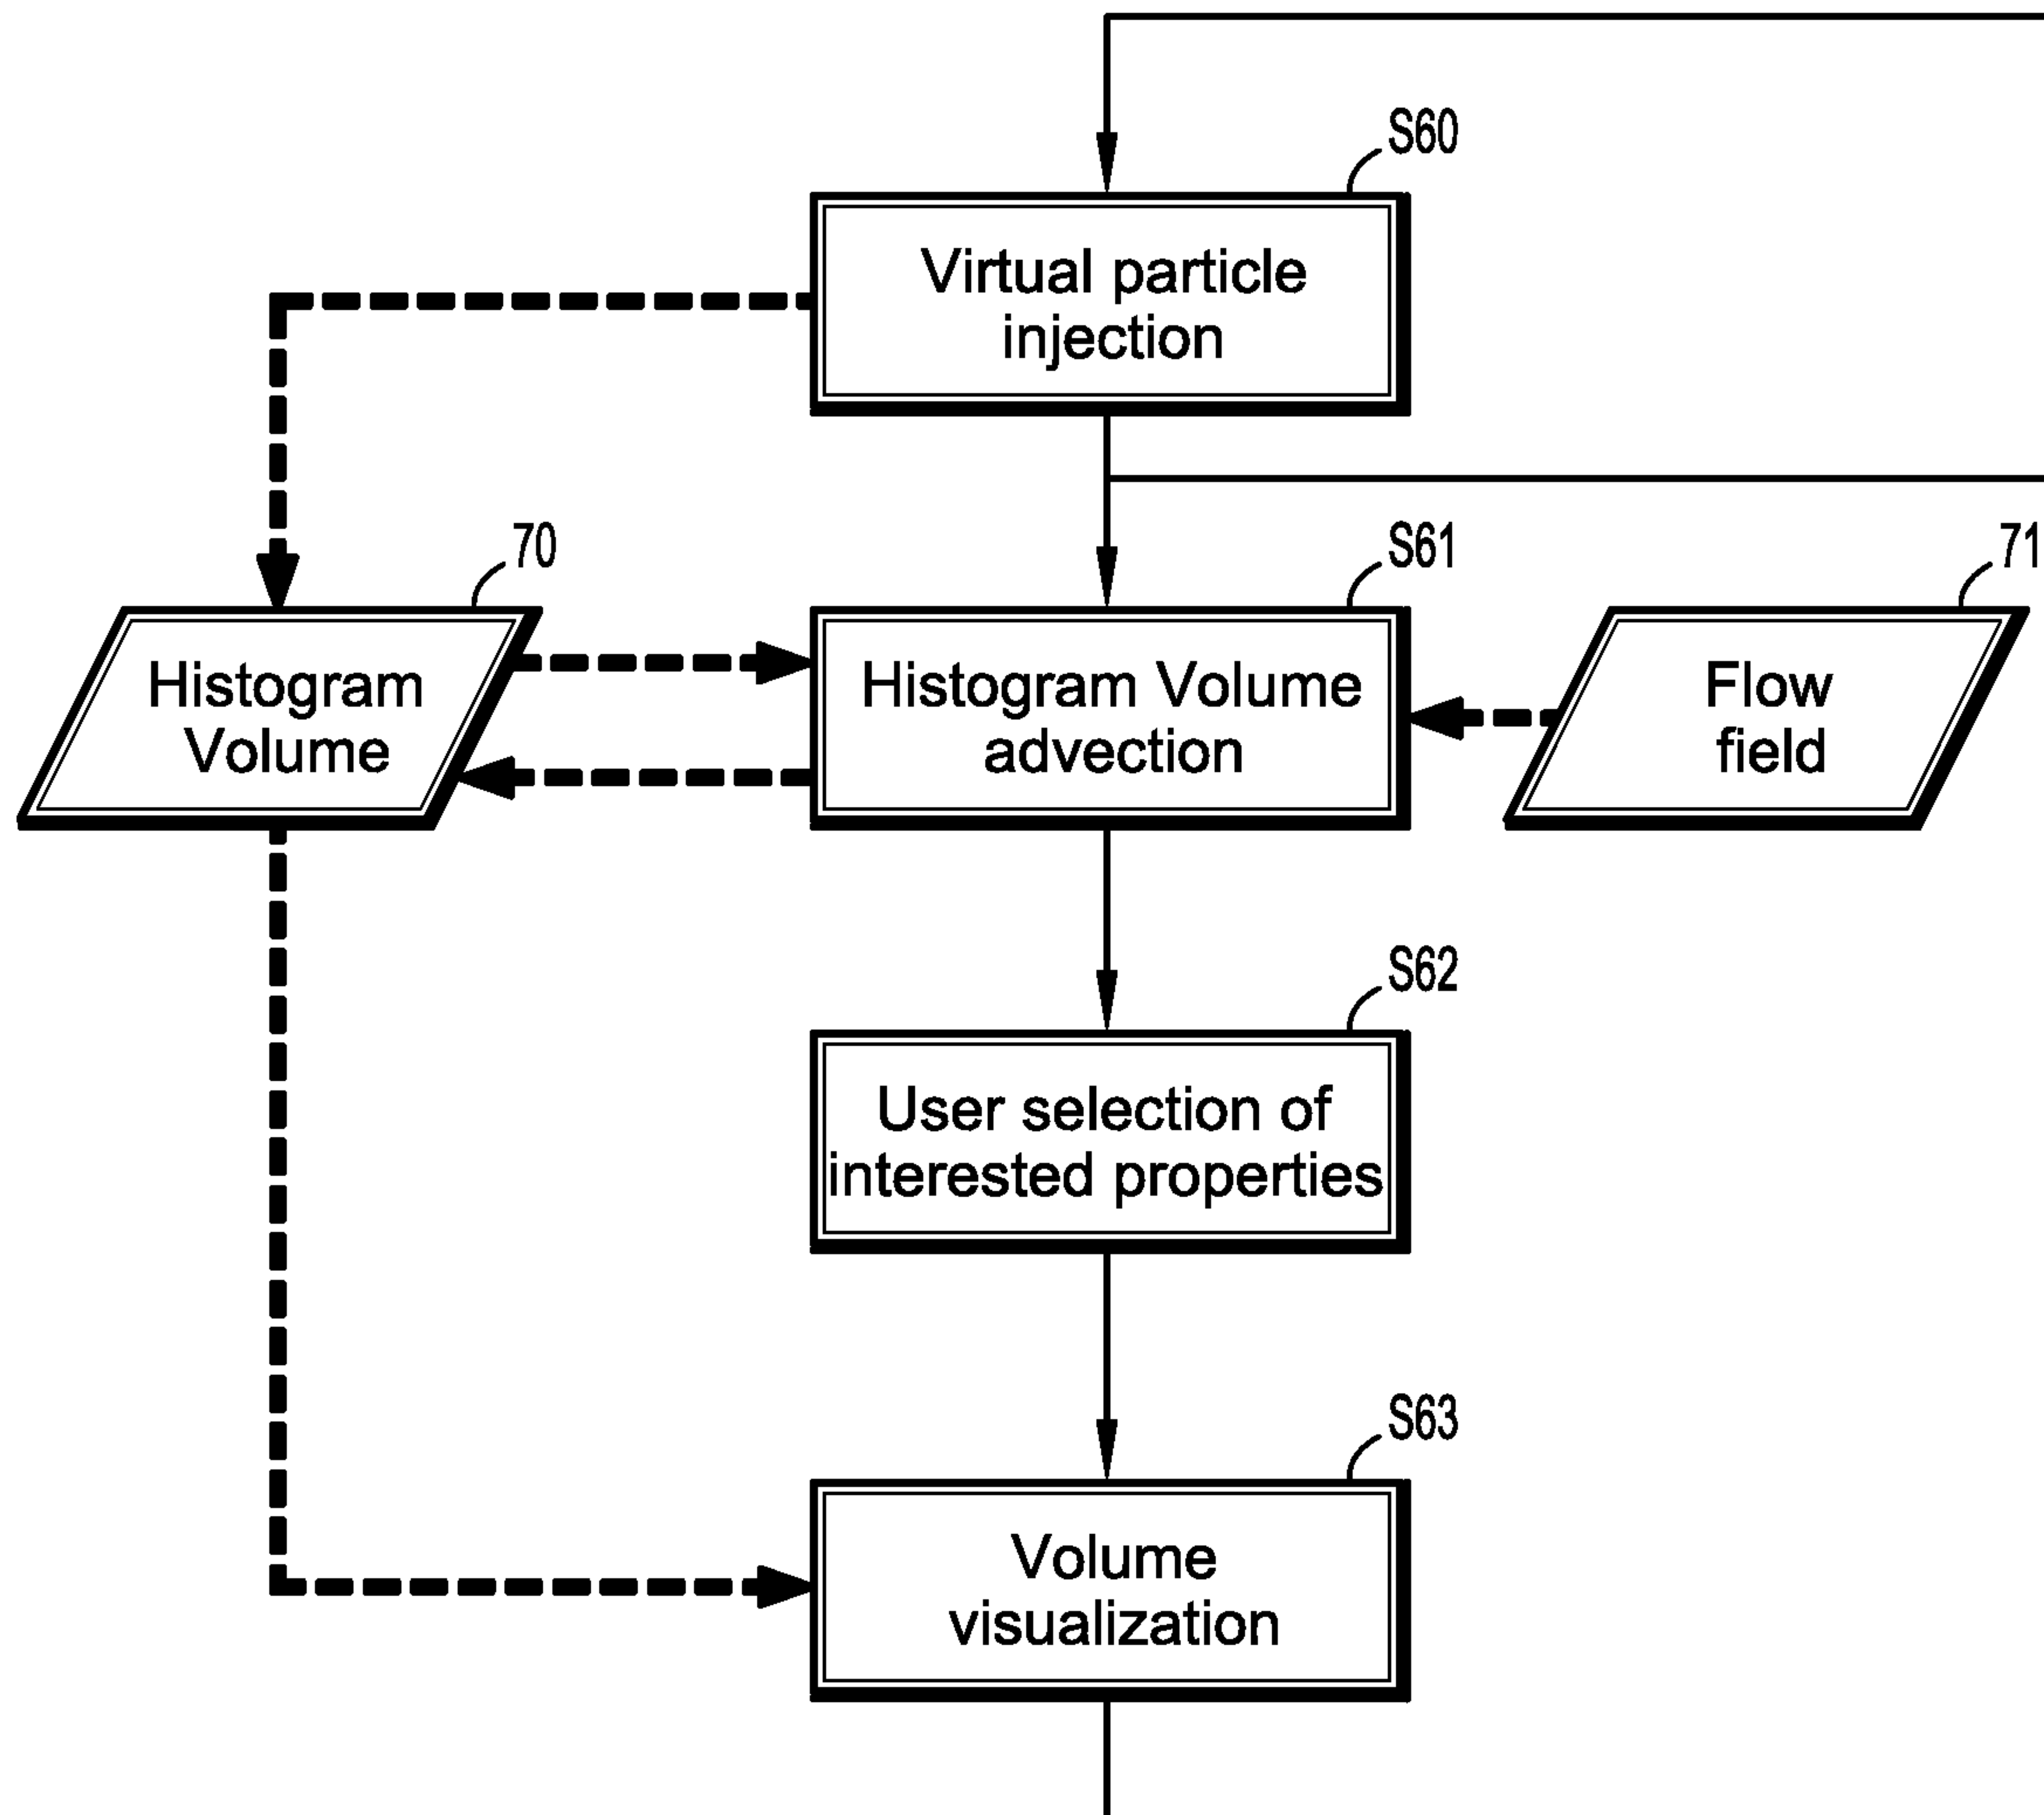 S60
Virtual particle
injection
70
S61
71
Histogram
Volume
Histogram Volume
advection
Flow
field
S62
User selection of
interested properties
S63
Volume
visualization